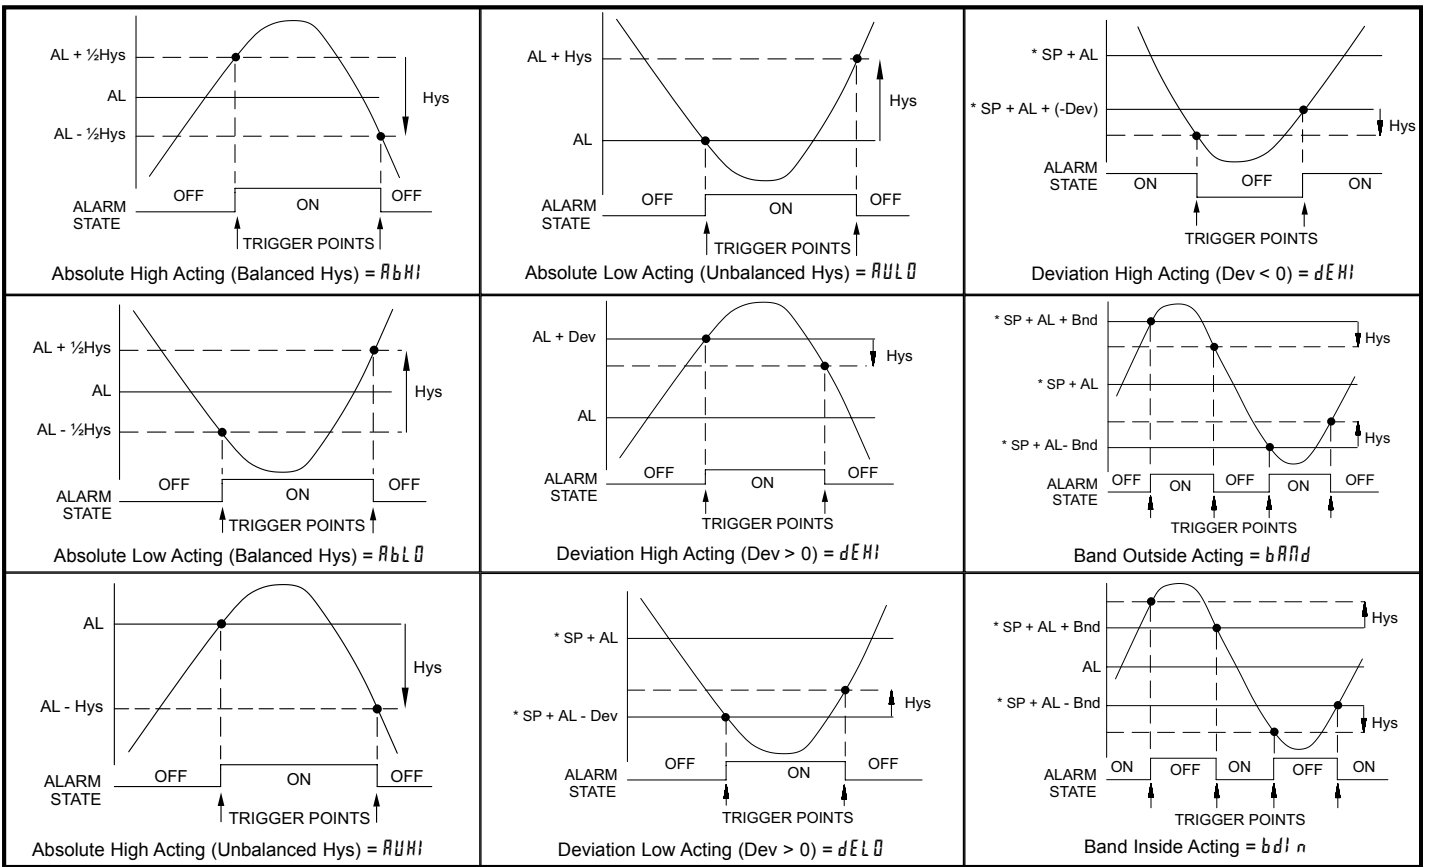 AL + ½Hys
AL
AL - ½Hys
Hys
ALARM
STATE
OFF
ON
OFF
TRIGGER POINTS
Absolute High Acting (Balanced Hys) = AbHI
AL + Hys
AL
Hys
ALARM
STATE
OFF
ON
OFF
TRIGGER POINTS
Absolute Low Acting (Unbalanced Hys) = AULO
* SP + AL
* SP + AL + (-Dev)
Hys
ALARM
STATE
ON
OFF
ON
TRIGGER POINTS
Deviation High Acting (Dev < 0) = dEHI
AL + ½Hys
AL
AL - ½Hys
Hys
ALARM
STATE
OFF
ON
OFF
TRIGGER POINTS
Absolute Low Acting (Balanced Hys) = AbLO
AL + Dev
AL
Hys
ALARM
STATE
OFF
ON
OFF
TRIGGER POINTS
Deviation High Acting (Dev > 0) = dEHI
* SP + AL + Bnd
* SP + AL
* SP + AL- Bnd
Hys
Hys
ALARM
STATE
OFF
ON
OFF
ON
OFF
TRIGGER POINTS
Band Outside Acting = bANd
AL
AL - Hys
Hys
ALARM
STATE
OFF
ON
OFF
TRIGGER POINTS
Absolute High Acting (Unbalanced Hys) = AUHI
* SP + AL
* SP + AL - Dev
Hys
ALARM
STATE
OFF
ON
OFF
TRIGGER POINTS
Deviation Low Acting (Dev > 0) = dELO
* SP + AL + Bnd
AL
* SP + AL - Bnd
Hys
Hys
ALARM
STATE
ON
OFF
ON
OFF
ON
TRIGGER POINTS
Band Inside Acting = bdIn